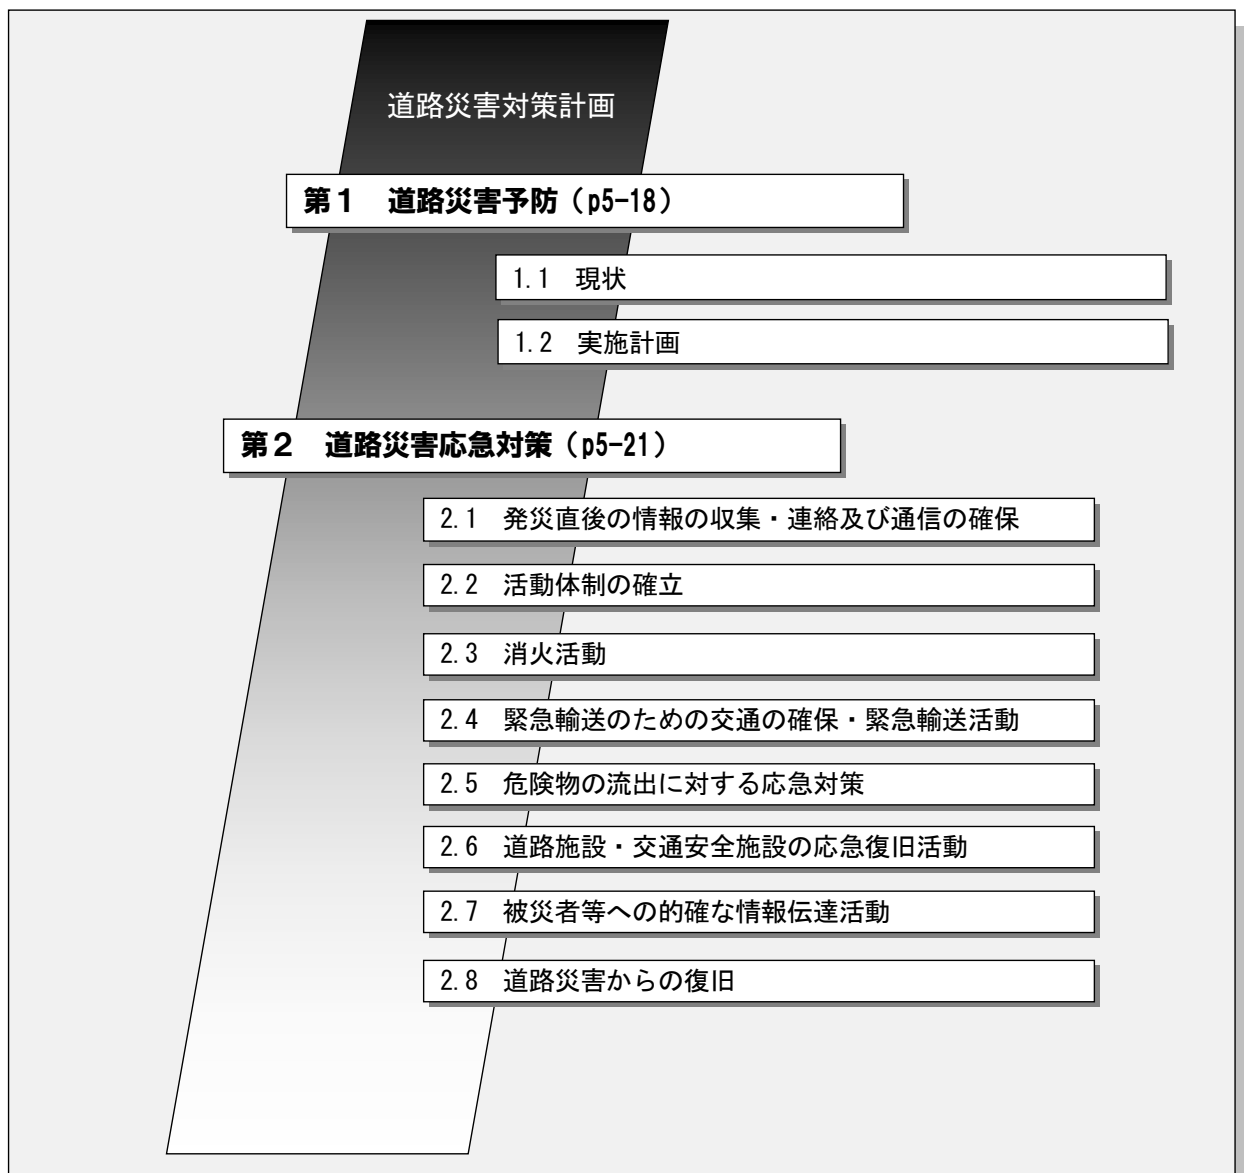 道路災害対策計画
第１　道路災害予防（p5-18）
1.1　現状
1.2　実施計画
第２　道路災害応急対策（p5-21）
2.1　発災直後の情報の収集・連絡及び通信の確保
2.2　活動体制の確立
2.3　消火活動
2.4　緊急輸送のための交通の確保・緊急輸送活動
2.5　危険物の流出に対する応急対策
2.6　道路施設・交通安全施設の応急復旧活動
2.7　被災者等への的確な情報伝達活動
2.8　道路災害からの復旧